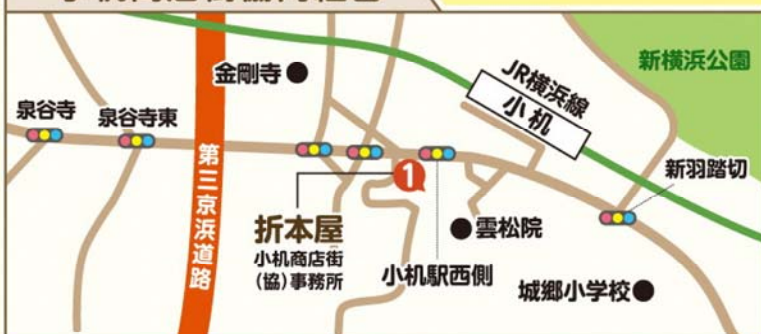 金剛寺
JR横浜線
小机
新横浜公園
泉谷寺
泉谷寺東
第三京浜道路
1
新羽踏切
折本屋
小机商店街
(協)事務所
雲松院
小机駅西側
城郷小学校